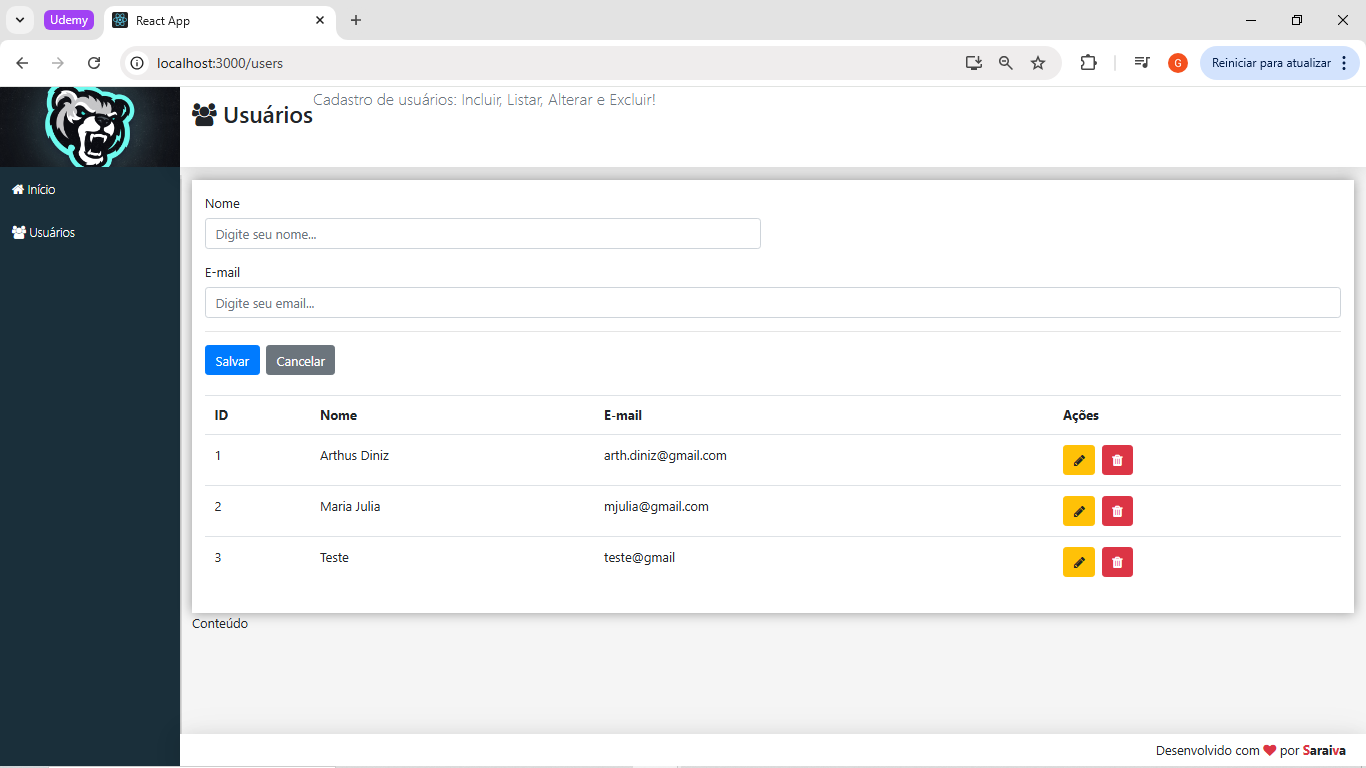 Udemy
React App
localhost:3000/users
G
Reiniciar para atualizar
Usuários
Cadastro de usuários: Incluir, Listar, Alterar e Excluir!
Início
Usuários
Nome
Digite seu nome...
E-mail
Digite seu email...
Salvar Cancelar
ID Nome E-mail Ações
1 Arthus Diniz arth.diniz@gmail.com
2 Maria Julia mjulia@gmail.com
3 Teste teste@gmail
Conteúdo
Desenvolvido com por Saraiva